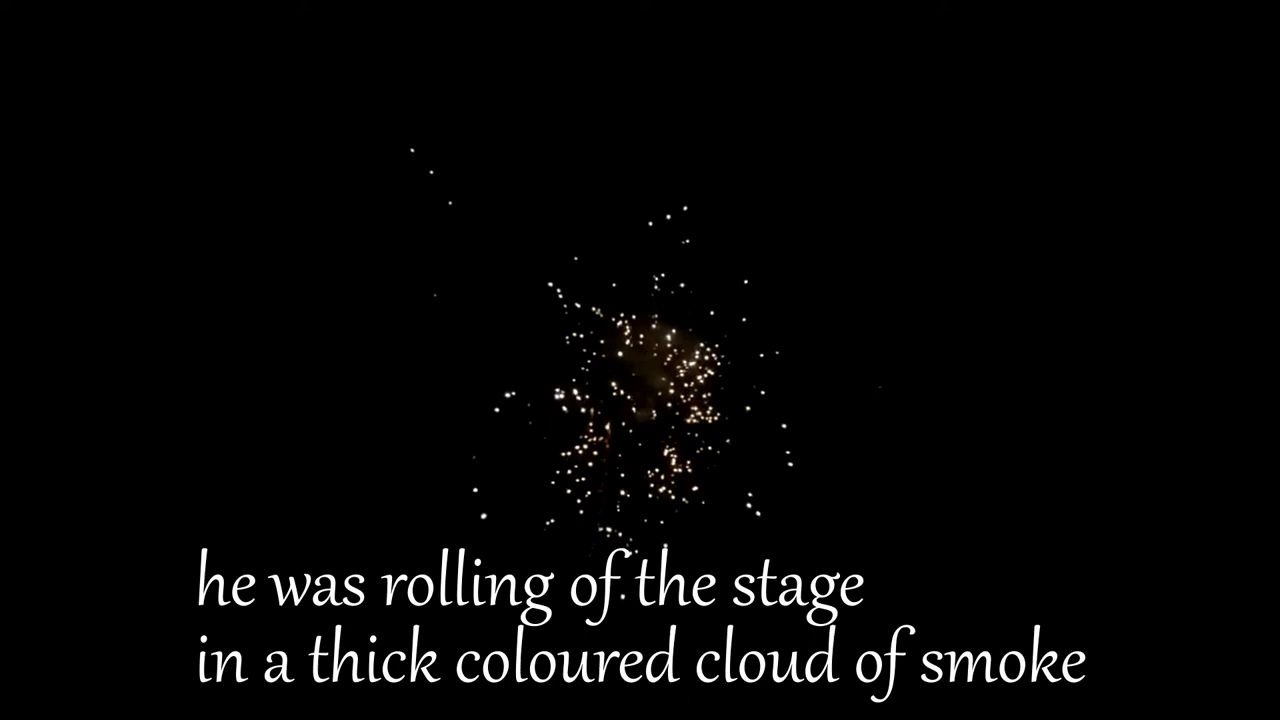 he was rolling of the stage
in a thick coloured cloud of smoke